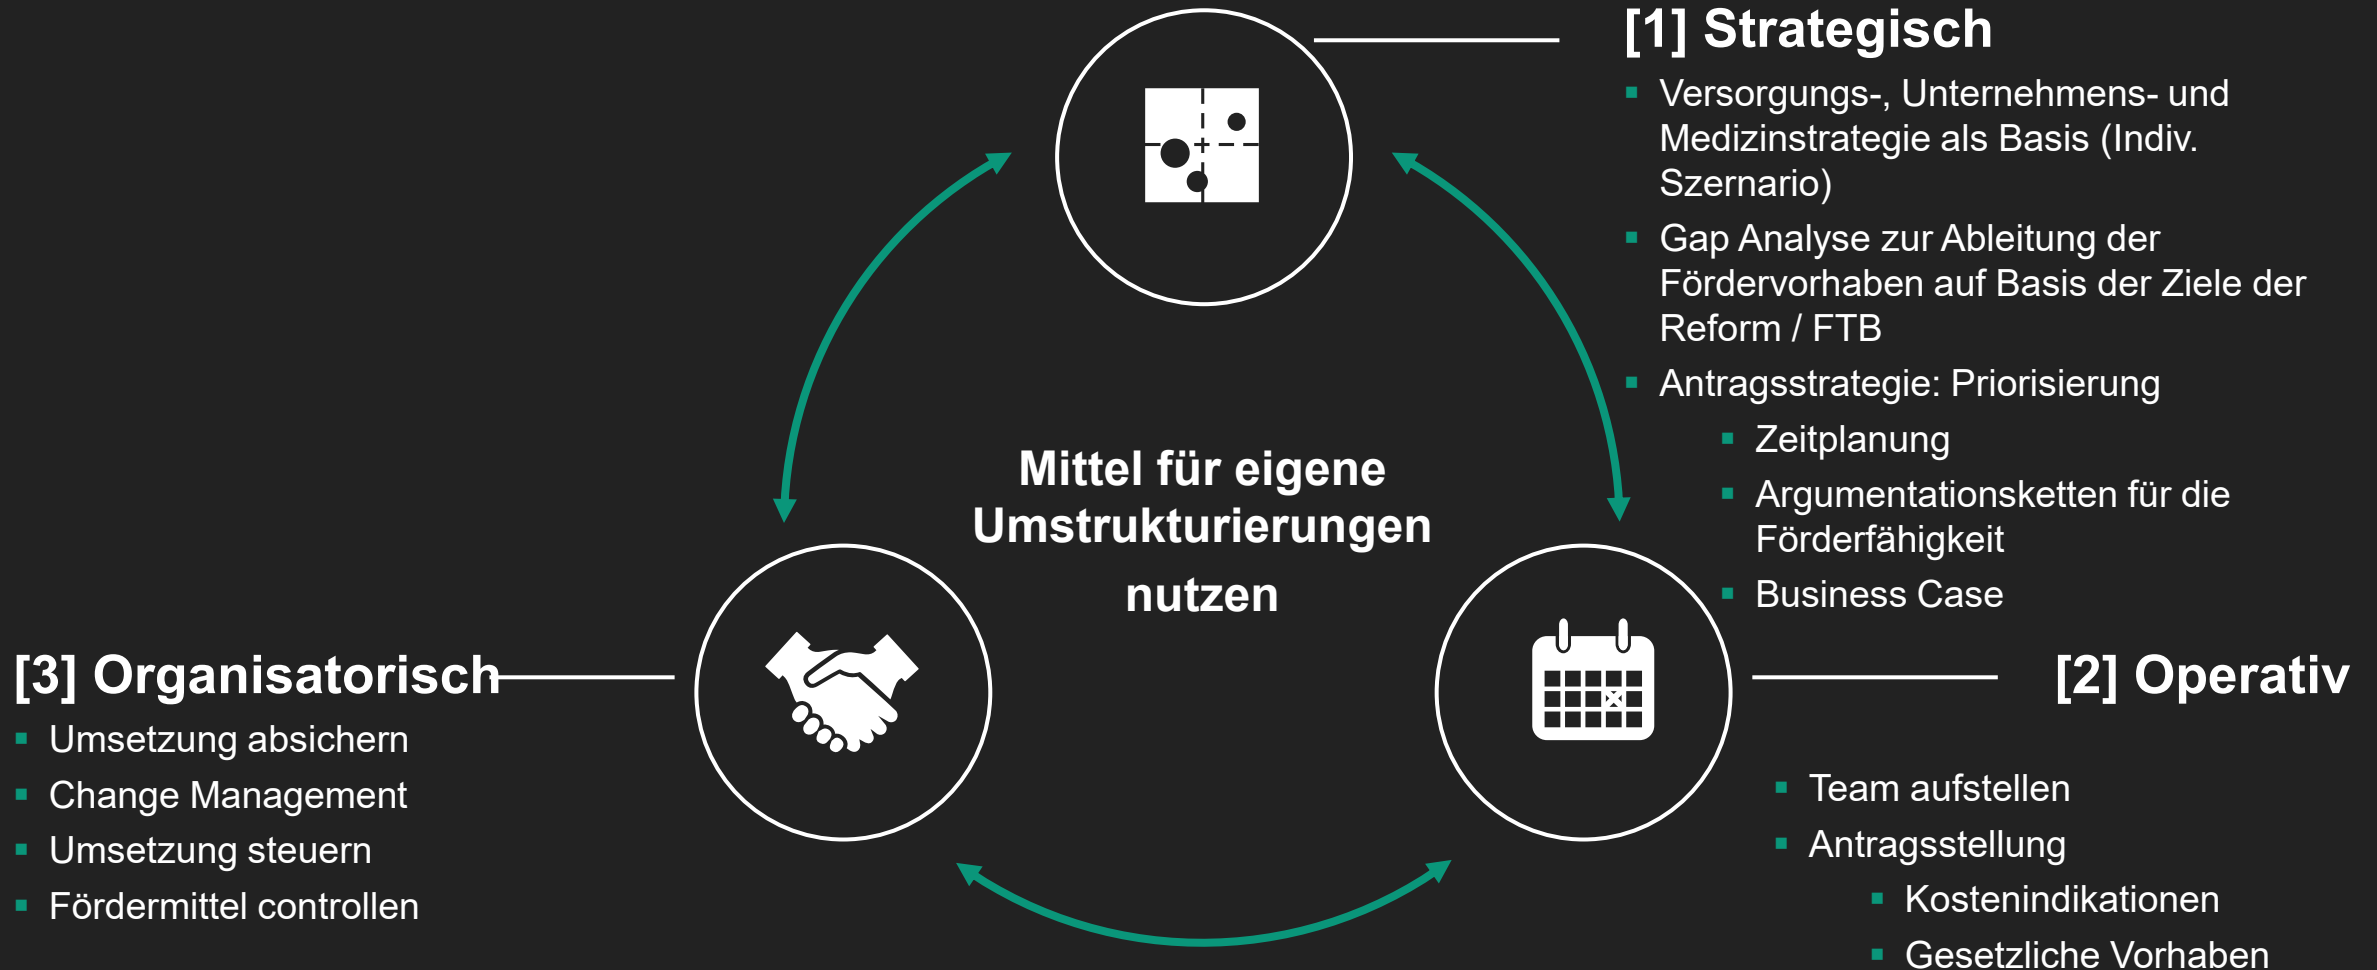 [1] Strategisch
Versorgungs-, Unternehmens- und
Medizinstrategie als Basis (Indiv.
Szernario)
Gap Analyse zur Ableitung der
Fördervorhaben auf Basis der Ziele der
Reform / FTB
Antragsstrategie: Priorisierung
Zeitplanung
Argumentationsketten für die
Förderfähigkeit
Business Case
Mittel für eigene
Umstrukturierungen
nutzen
[2] Operativ
Team aufstellen
Antragsstellung
Kostenindikationen
Gesetzliche Vorhaben
[3] Organisatorisch
Umsetzung absichern
Change Management
Umsetzung steuern
Fördermittel controllen